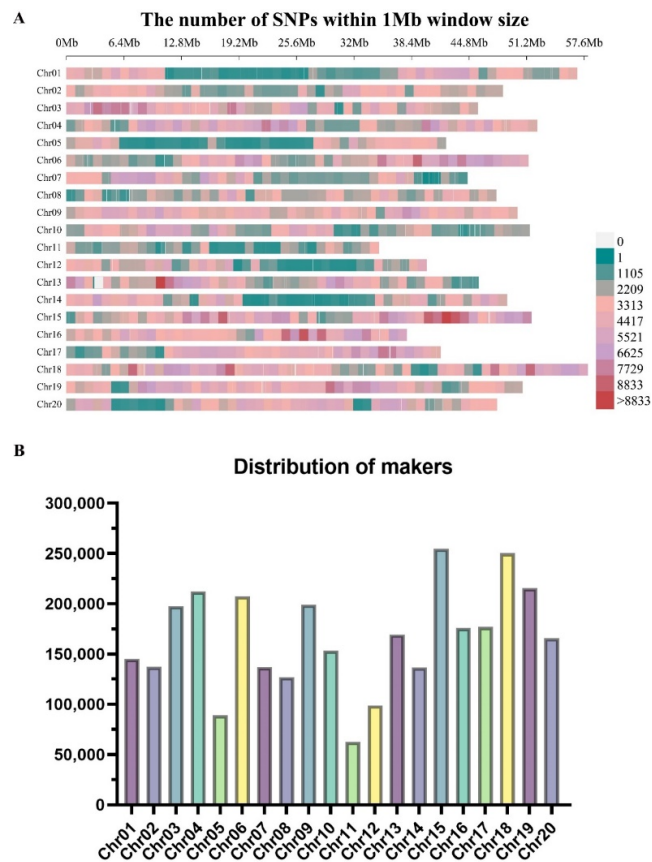 A
The number of SNPs within 1Mb window size
0Mb 6.4Mb 12.8Mb 19.2Mb 25.6Mb 32Mb 38.4Mb 44.8Mb 51.2Mb 57.6Mb
Chr01
Chr02
Chr03
Chr04
Chr05
Chr06
Chr07
Chr08
Chr09
Chr10
Chr11
Chr12
Chr13
Chr14
Chr15
Chr16
Chr17
Chr18
Chr19
Chr20
0
1
1105
2209
3313
4417
5521
6625
7729
8833
>8833
B
Distribution of makers
300,000
250,000
200,000
150,000
100,000
50,000
0
Chr01 Chr02 Chr03 Chr04 Chr05 Chr06 Chr07 Chr08 Chr09 Chr10 Chr11 Chr12 Chr13 Chr14 Chr15 Chr16 Chr17 Chr18 Chr19 Chr20